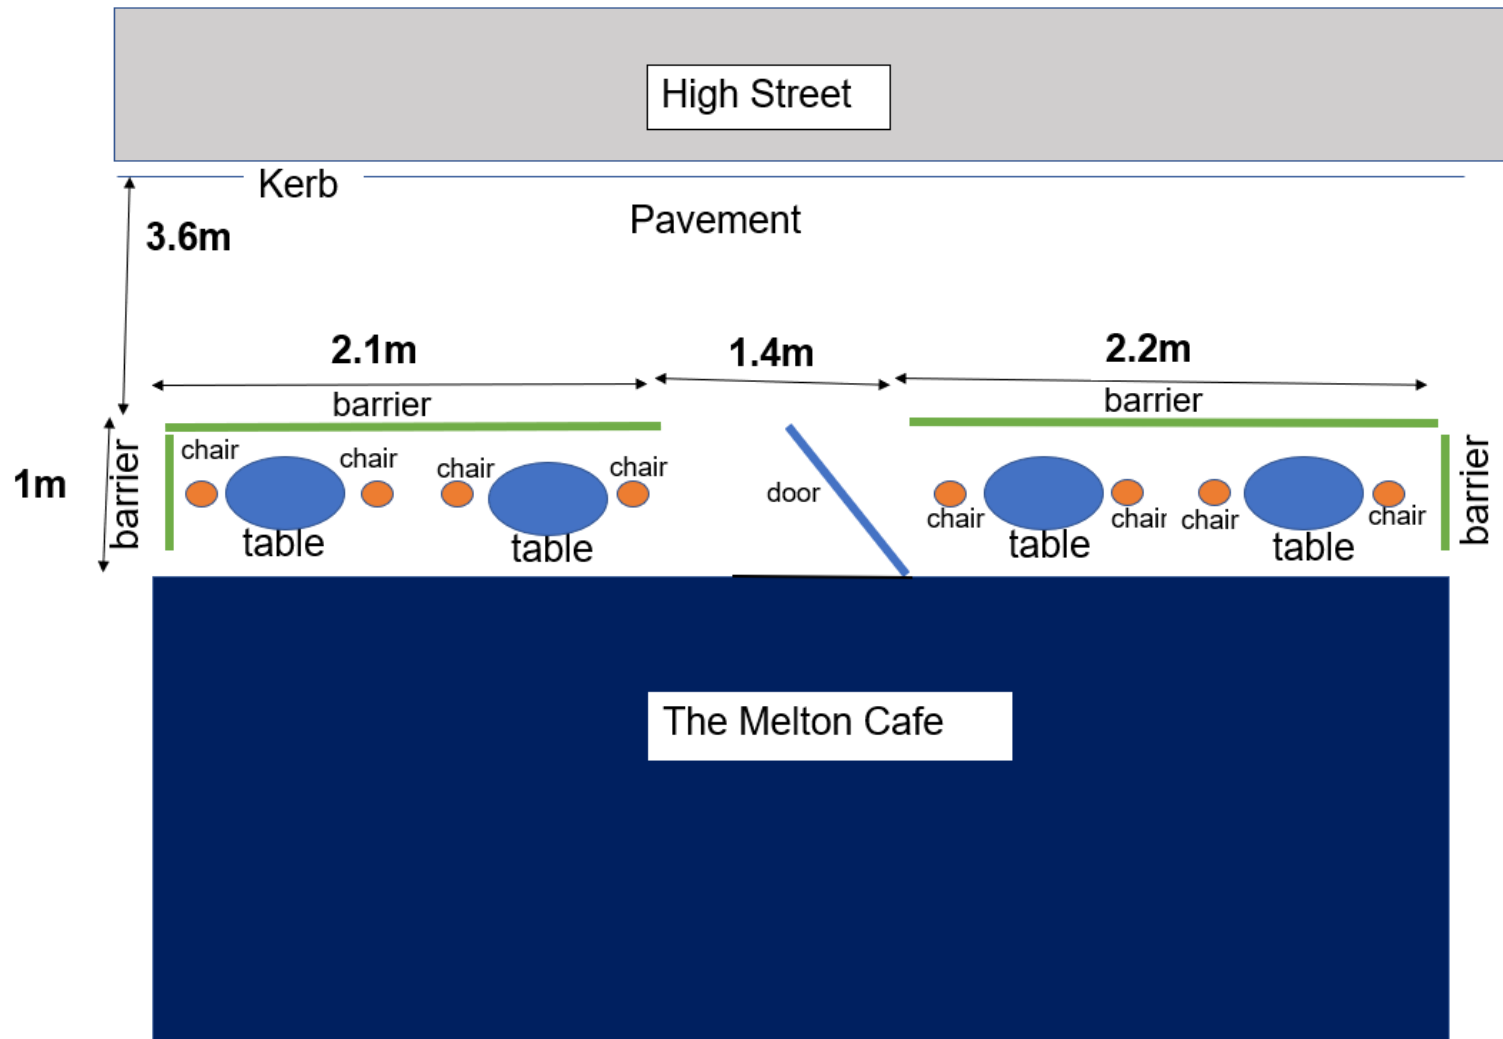 High Street
Kerb
Pavement
3.6m
2.1m
1.4m
2.2m
barrier
barrier
1m
barrier
chair
chair
chair
chair
table
table
door
chair
chair
chair
chair
table
table
barrier
The Melton Cafe